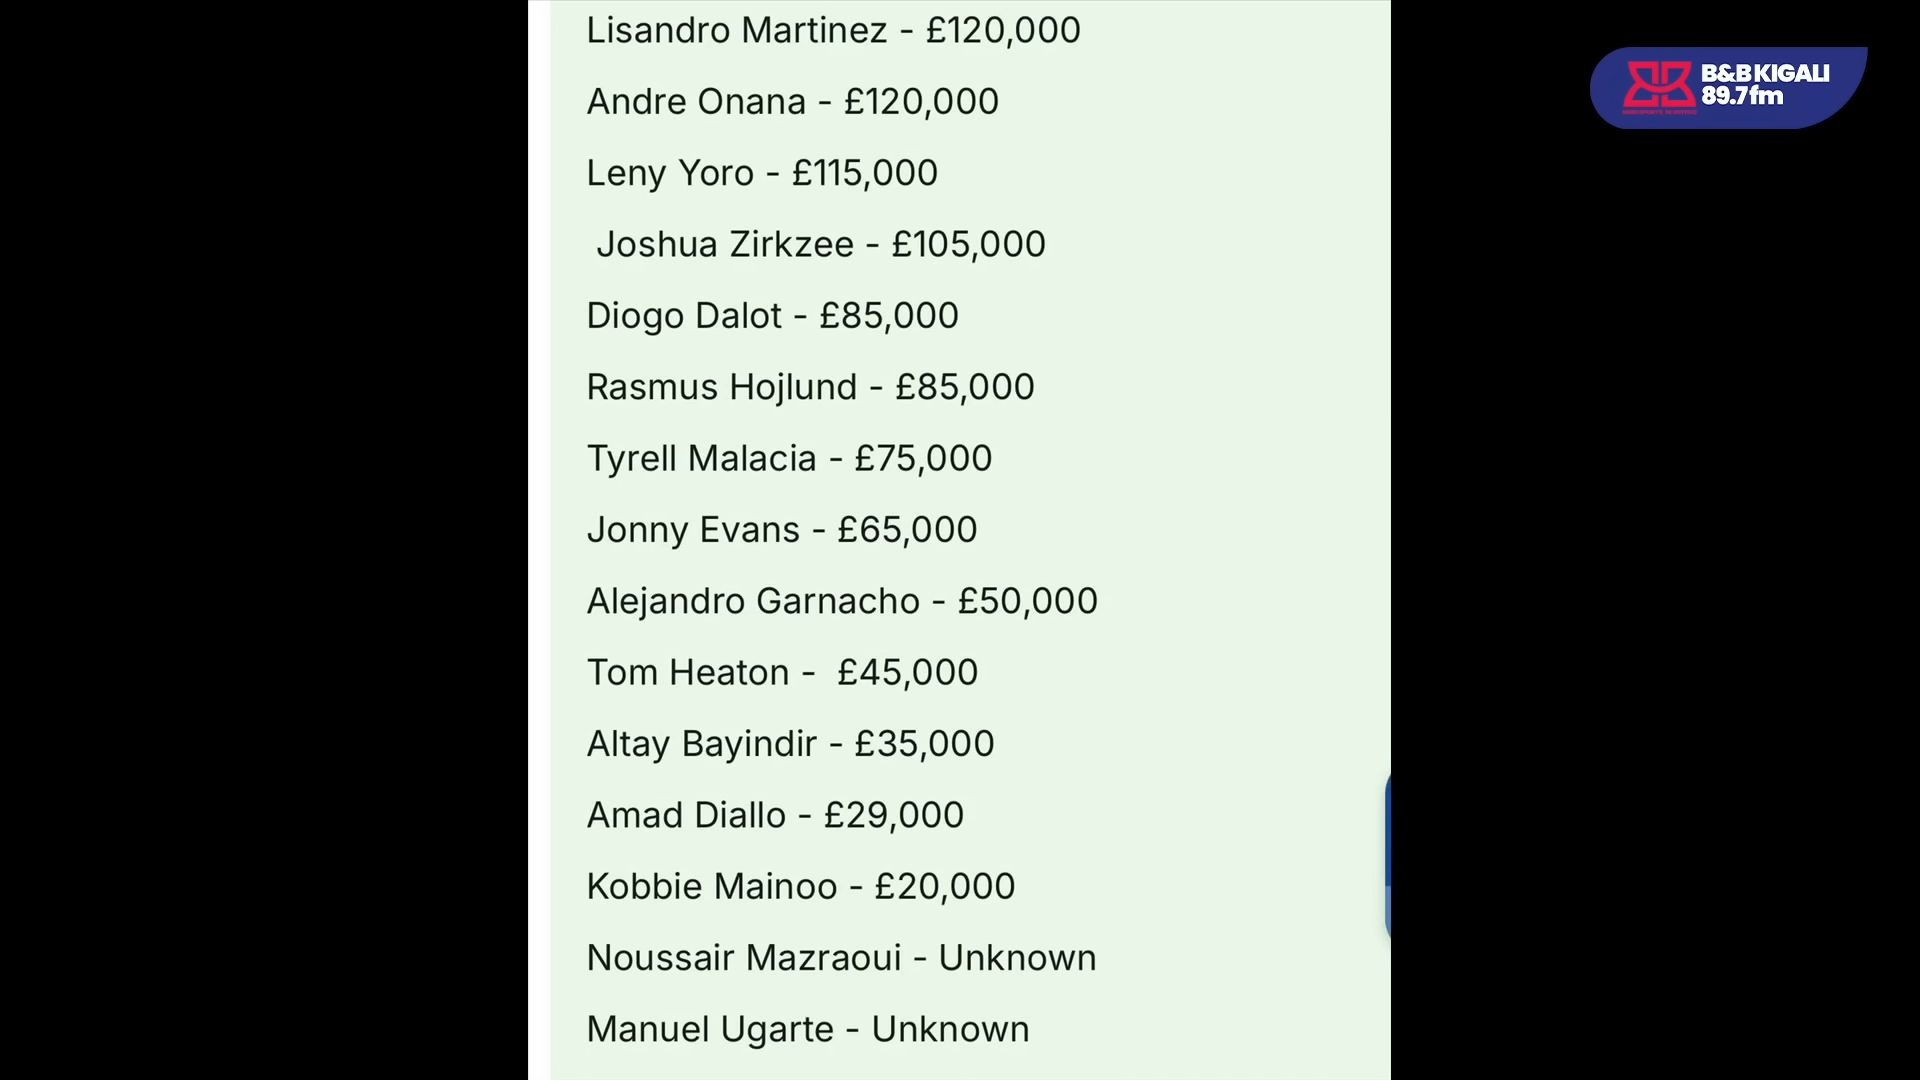 Lisandro Martinez - £120,000
Andre Onana - £120,000
Leny Yoro - £115,000
Joshua Zirkzee - £105,000
Diogo Dalot - £85,000
Rasmus Hojlund - £85,000
Tyrell Malacia - £75,000
Jonny Evans - £65,000
Alejandro Garnacho - £50,000
Tom Heaton - £45,000
Altay Bayindir - £35,000
Amad Diallo - £29,000
Kobbie Mainoo - £20,000
Noussair Mazraoui - Unknown
Manuel Ugarte - Unknown
B&B KIGALI
89.7fm